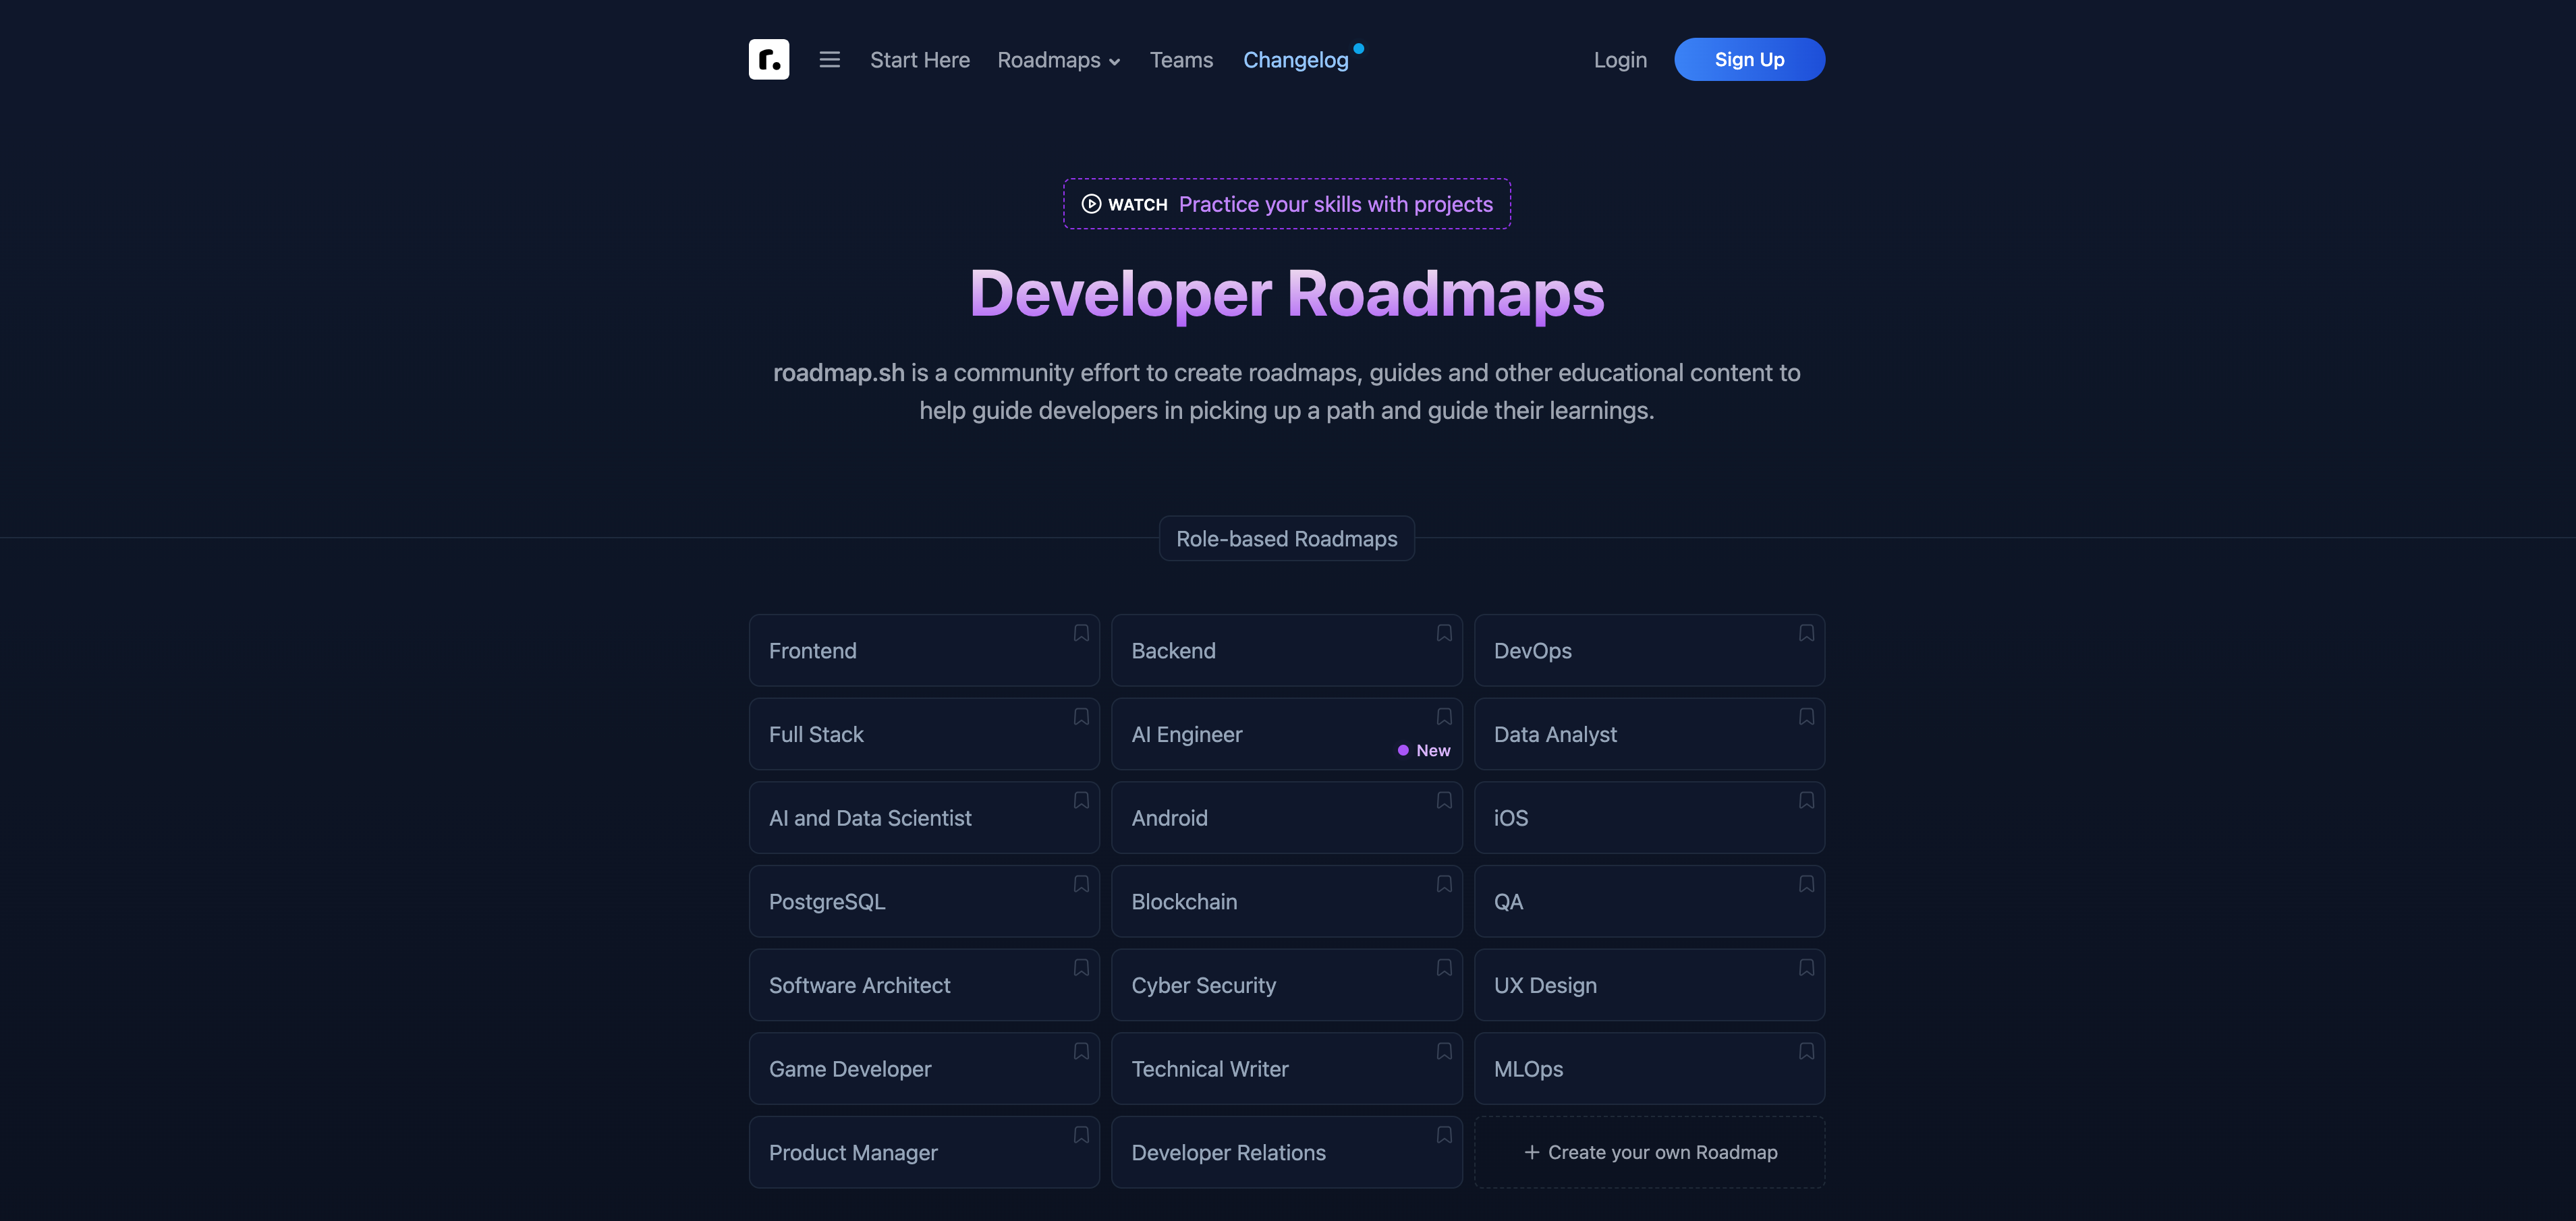 r.
Start Here Roadmaps Teams Changelog Login Sign Up
WATCH Practice your skills with projects
Developer Roadmaps
roadmap.sh is a community effort to create roadmaps, guides and other educational content to
help guide developers in picking up a path and guide their learnings.
Role-based Roadmaps
Frontend Backend DevOps
Full Stack AI Engineer New Data Analyst
AI and Data Scientist Android iOS
PostgreSQL Blockchain QA
Software Architect Cyber Security UX Design
Game Developer Technical Writer MLOps
Product Manager Developer Relations + Create your own Roadmap